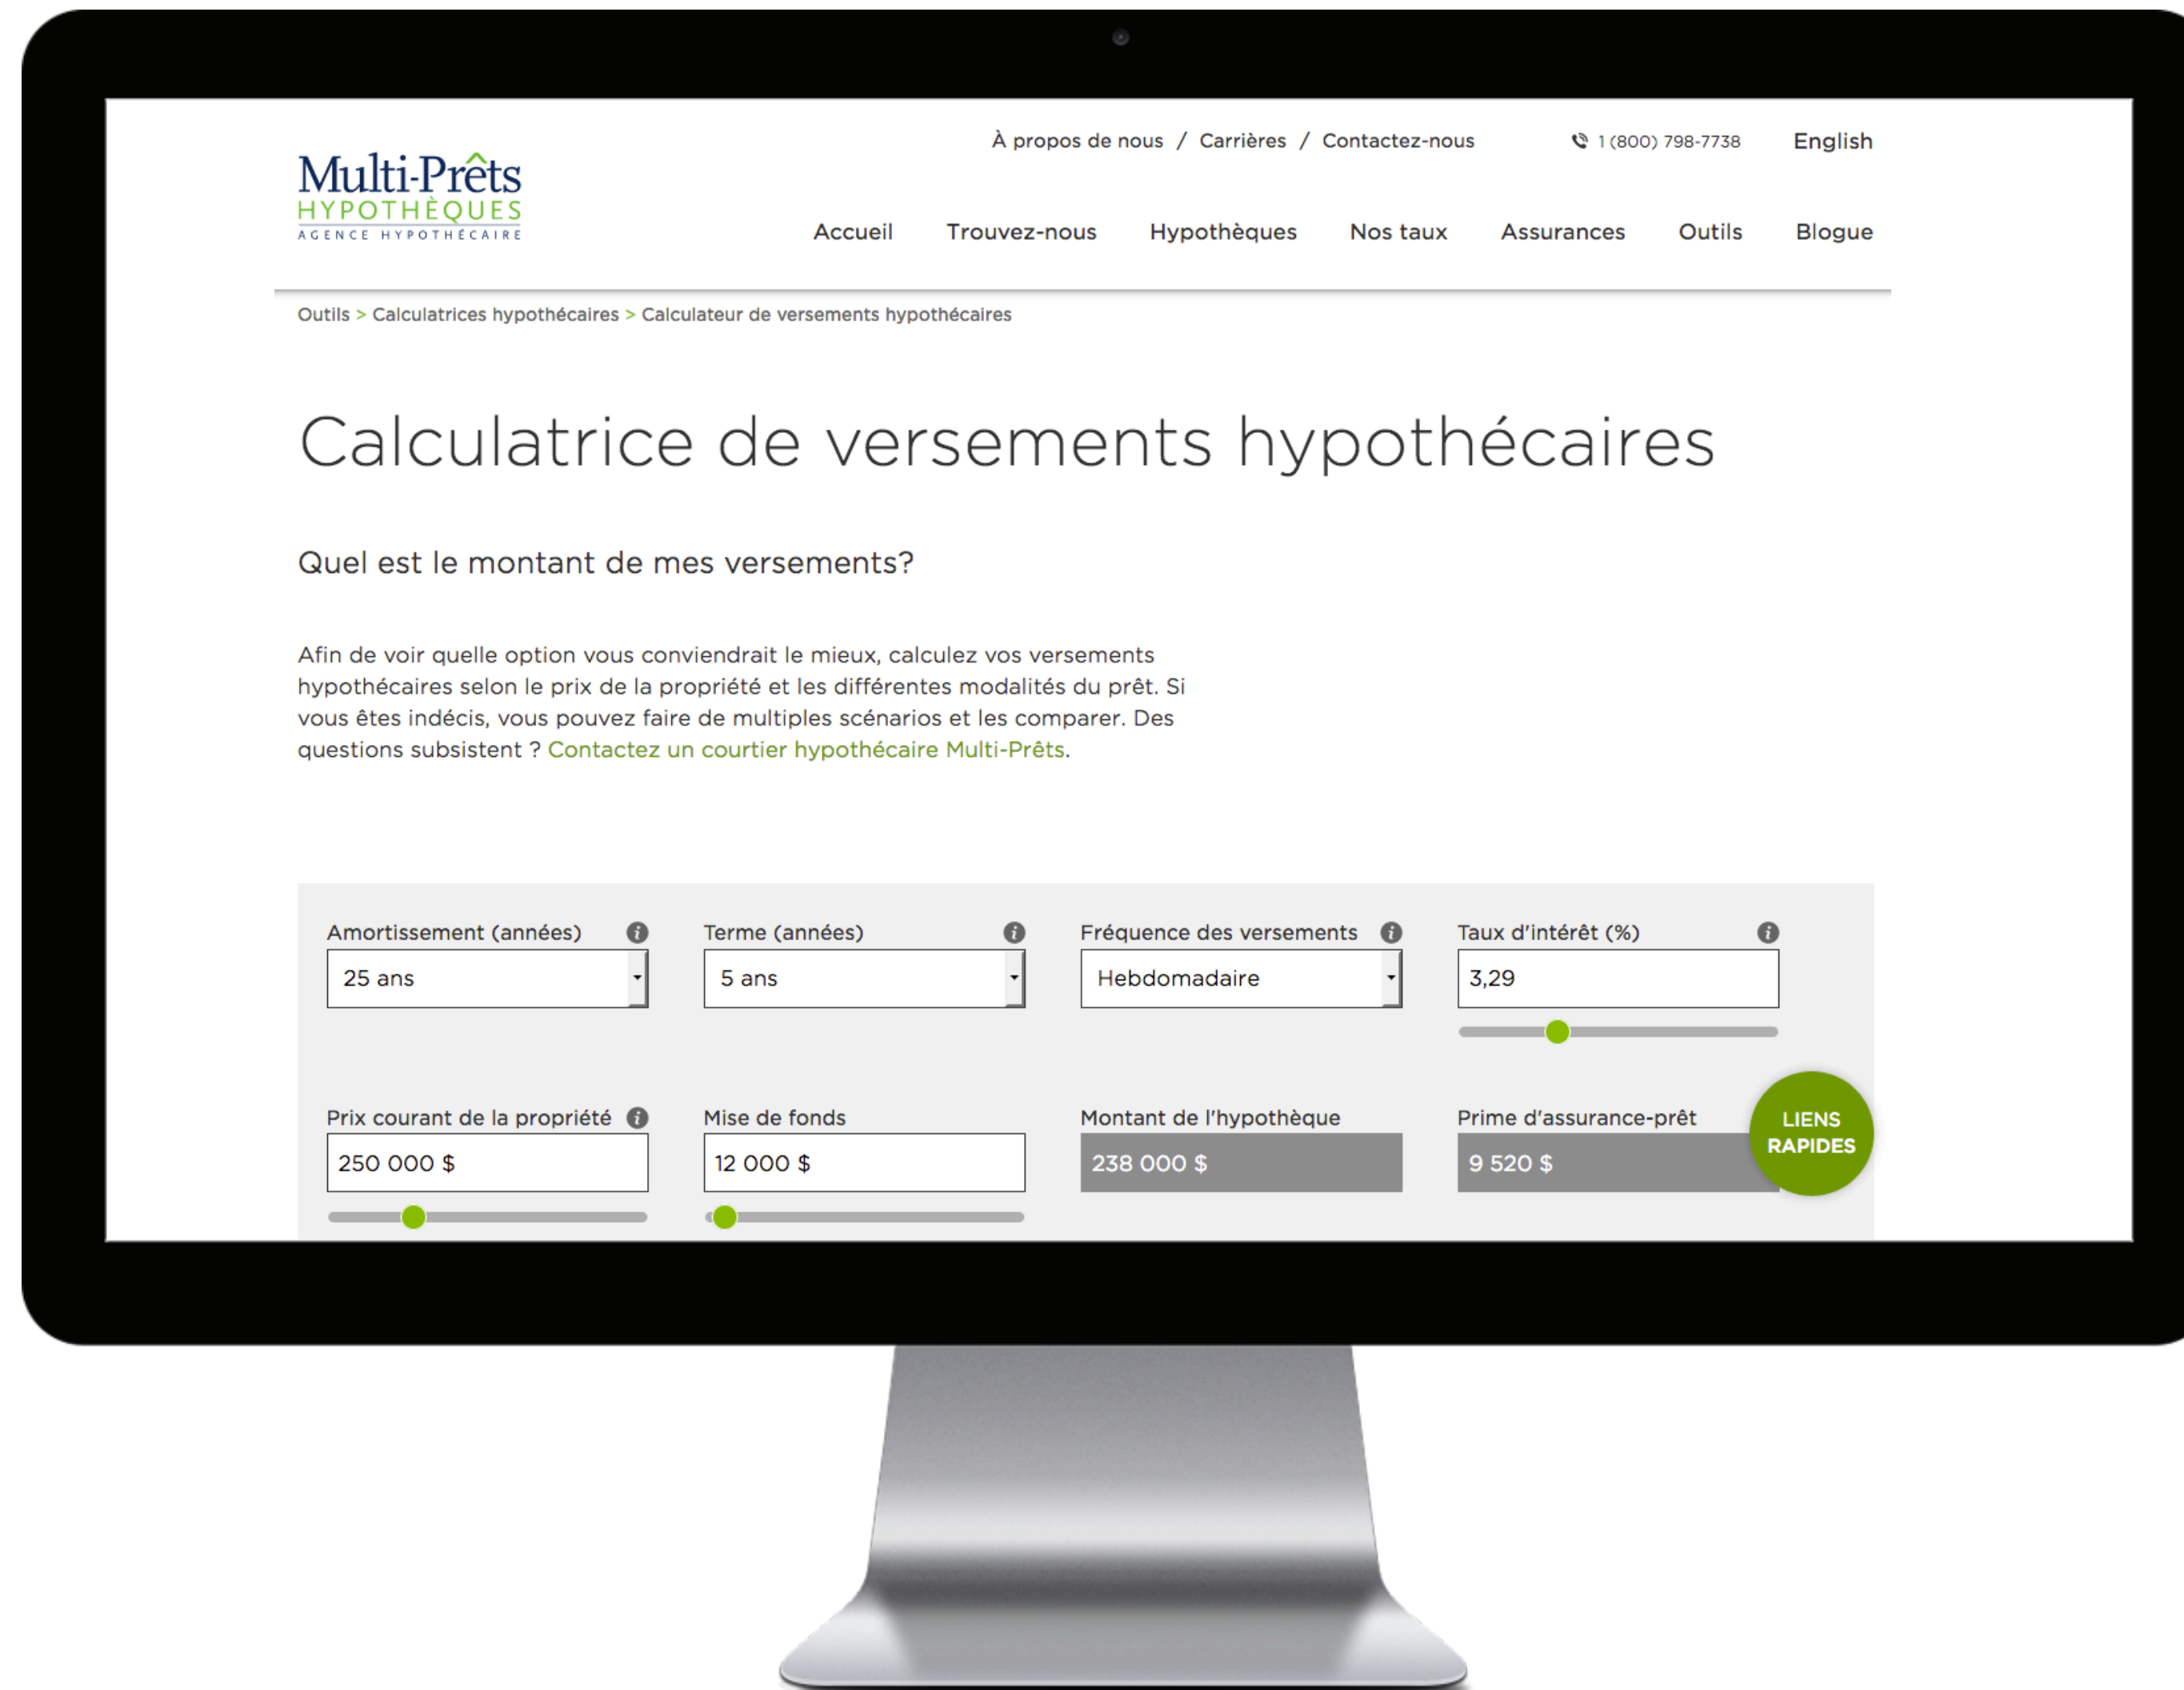 À propos de nous / Carrières / Contactez-nous 1 (800) 798-7738 English
Multi-Prêts
HYPOTHÈQUES
AGENCE HYPOTHÉCAIRE
Accueil Trouvez-nous Hypothèques Nos taux Assurances Outils Blogue
Outils > Calculatrices hypothécaires > Calculateur de versements hypothécaires
Calculatrice de versements hypothécaires
Quel est le montant de mes versements?
Afin de voir quelle option vous conviendrait le mieux, calculez vos versements
hypothécaires selon le prix de la propriété et les différentes modalités du prêt. Si
vous êtes indécis, vous pouvez faire de multiples scénarios et les comparer. Des
questions subsistent ? Contactez un courtier hypothécaire Multi-Prêts.
Amortissement (années) Terme (années) Fréquence des versements Taux d'intérêt (%)
25 ans 5 ans Hebdomadaire 3,29
Prix courant de la propriété Mise de fonds Montant de l'hypothèque Prime d'assurance-prêt
250 000 $ 12 000 $ 238 000 $ 9 520 $
LIENS
RAPIDES